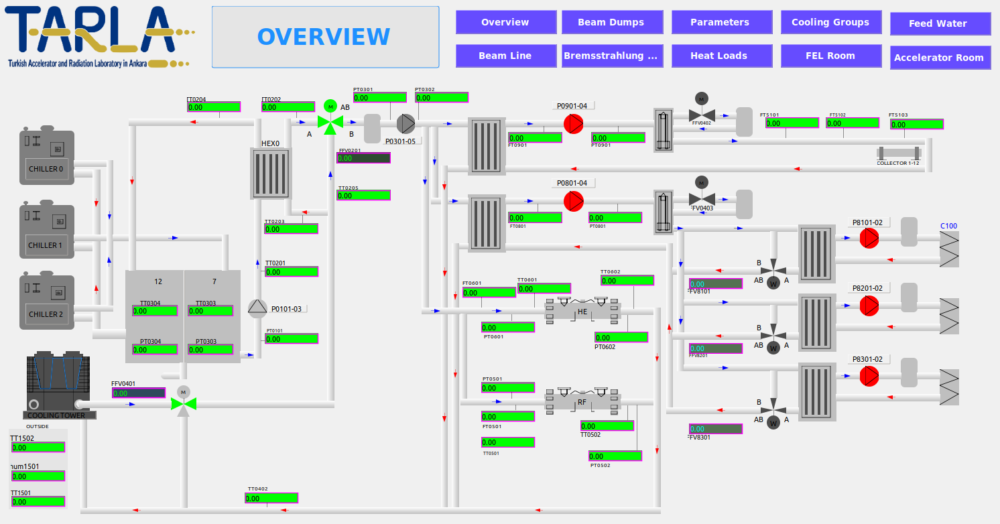 TARLA
Turkish Accelerator and Radiation Laboratory in Ankara
OVERVIEW
Overview
Beam Dumps
Parameters
Cooling Groups
Feed Water
Beam Line
Bremsstrahlung ...
Heat Loads
FEL Room
Accelerator Room
TT0204
0.00
TT0202
0.00
M
AB
A
B
PT0301
0.00
PT0302
0.00
P0301-05
FFV0201
0.00
TT0205
0.00
HEX0
TT0203
0.00
TT0201
0.00
P0101-03
PT0101
0.00
CHILLER 0
CHILLER 1
CHILLER 2
12
7
TT0304
0.00
TT0303
0.00
PT0304
0.00
PT0303
0.00
COOLING TOWER
FFV0401
0.00
M
OUTSIDE
TT1502
0.00
num1501
0.00
TT1501
0.00
TT0402
0.00
P0901-04
0.00
FT0901
0.00
PT0901
M
FFV0402
FT5101
0.00
FT5102
0.00
FT5103
0.00
COLLECTOR 1-12
P0801-04
0.00
FT0801
0.00
PT0801
M
FFV0403
FT0601
0.00
TT0601
0.00
TT0602
0.00
HE
0.00
PT0601
0.00
PT0602
PT0501
0.00
RF
0.00
FT0501
0.00
TT0501
0.00
TT0502
0.00
PT0502
P8101-02
C100
B
AB
W
A
0.00
FFV8101
P8201-02
B
AB
W
A
0.00
FFV8201
P8301-02
B
AB
W
A
0.00
FFV8301